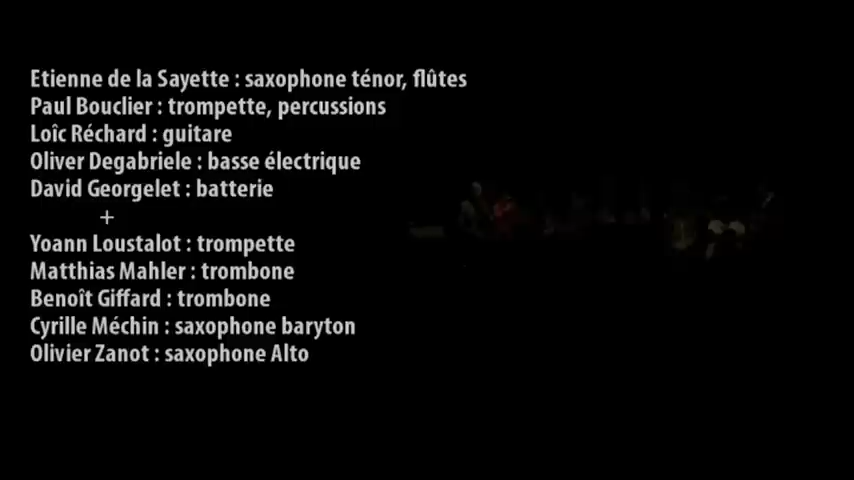 Etienne de la Sayette : saxophone ténor, flûtes
Paul Bouclier : trompette, percussions
Loîc Réchard : guitare
Oliver Degabriele : basse électrique
David Georgelet : batterie
+
Yoann Loustalot : trompette
Matthias Mahler : trombone
Benoît Giffard : trombone
Cyrille Méchin : saxophone baryton
Olivier Zanot : saxophone Alto